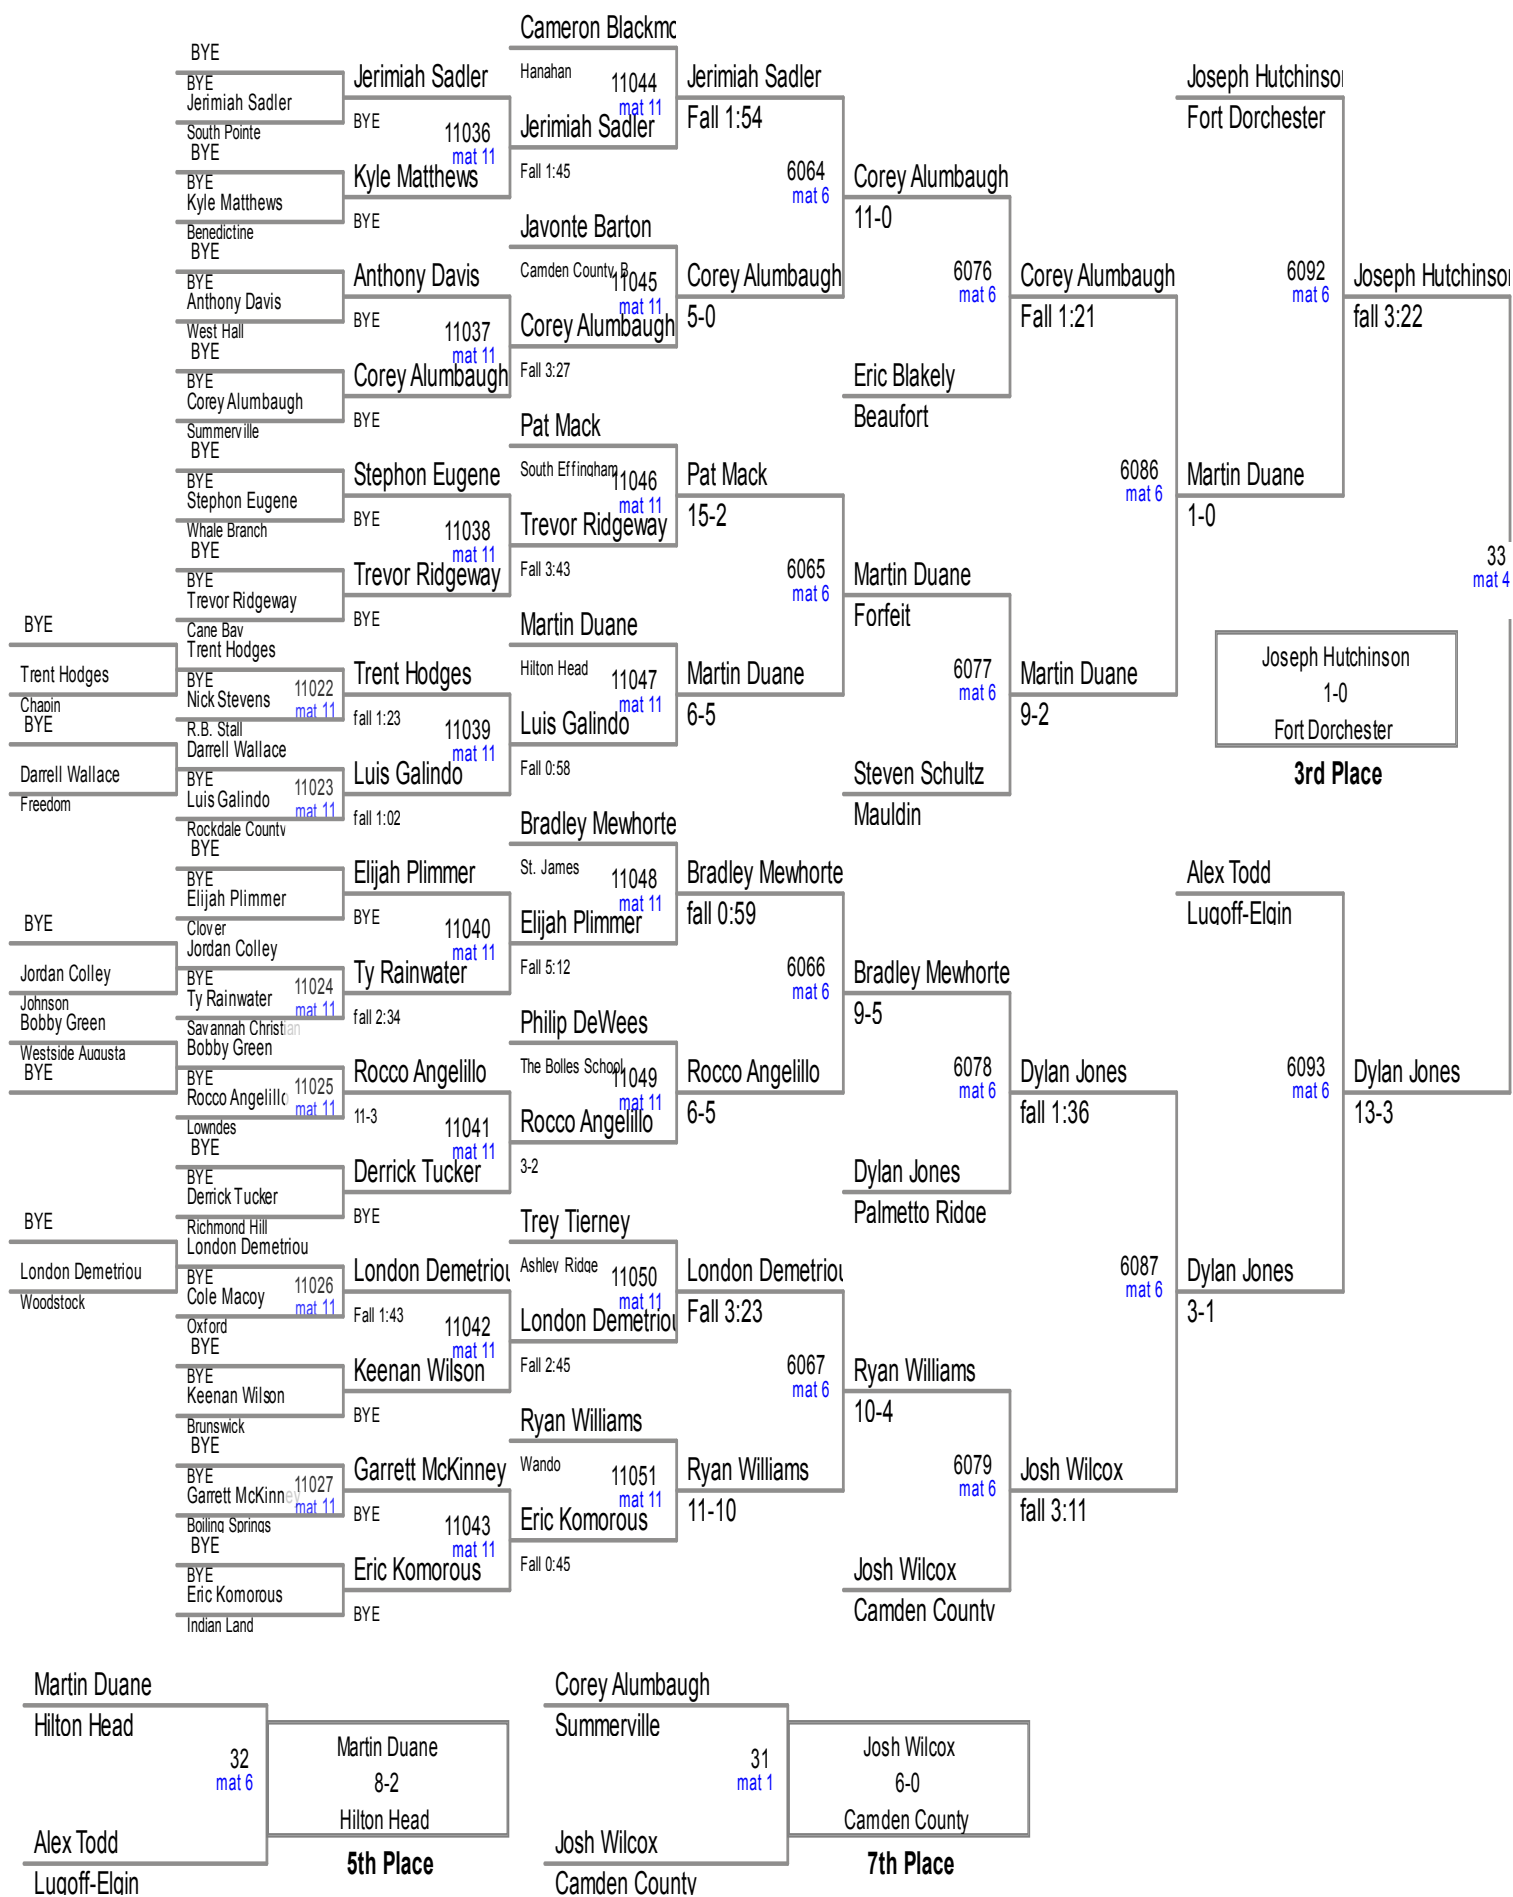 BYE
Trent Hodges
Chapin
BYE
Darrell Wallace
Freedom
BYE
Jordan Colley
Johnson
Bobby Green
Westside Augusta
BYE
BYE
London Demetriou
Woodstock
BYE
BYE
Jerimiah Sadler
South Pointe
BYE
BYE
Kyle Matthews
Benedictine
BYE
BYE
Anthony Davis
West Hall
BYE
BYE
Corey Alumbaugh
Summerville
BYE
BYE
Stephon Eugene
Whale Branch
BYE
BYE
Trevor Ridgeway
Cane Bay
Trent Hodges
BYE
Nick Stevens
11022
mat 11
R.B. Stall
Darrell Wallace
BYE
Luis Galindo
11023
mat 11
Rockdale County
BYE
BYE
Elijah Plimmer
Clover
Jordan Colley
BYE
Ty Rainwater
11024
mat 11
Savannah Christian
Bobby Green
BYE
Rocco Angelillo
11025
mat 11
Lowndes
BYE
BYE
Derrick Tucker
Richmond Hill
London Demetriou
BYE
Cole Macoy
11026
mat 11
Oxford
BYE
BYE
Keenan Wilson
Brunswick
BYE
BYE
Garrett McKinney
11027
mat 11
Boiling Springs
BYE
BYE
Eric Komorous
Indian Land
Jerimiah Sadler
BYE
11036
mat 11
Kyle Matthews
BYE
Anthony Davis
BYE
11037
mat 11
Corey Alumbaugh
BYE
Stephon Eugene
BYE
11038
mat 11
Trevor Ridgeway
BYE
Trent Hodges
fall 1:23
11039
mat 11
Luis Galindo
fall 1:02
Elijah Plimmer
BYE
11040
mat 11
Ty Rainwater
fall 2:34
Rocco Angelillo
11-3
11041
mat 11
Derrick Tucker
BYE
London Demetriou
Fall 1:43
11042
mat 11
Keenan Wilson
BYE
Garrett McKinney
BYE
11043
mat 11
Eric Komorous
BYE
Cameron Blackmo
Hanahan
11044
mat 11
Jerimiah Sadler
Fall 1:45
Javonte Barton
Camden County, B
11045
mat 11
Corey Alumbaugh
Fall 3:27
Pat Mack
South Effingham
11046
mat 11
Trevor Ridgeway
Fall 3:43
Martin Duane
Hilton Head
11047
mat 11
Luis Galindo
Fall 0:58
Bradley Mewhorte
St. James
11048
mat 11
Elijah Plimmer
Fall 5:12
Philip DeWees
The Bolles School
11049
mat 11
Rocco Angelillo
3-2
Trey Tierney
Ashley Ridge
11050
mat 11
London Demetriou
Fall 2:45
Ryan Williams
Wando
11051
mat 11
Eric Komorous
Fall 0:45
Jerimiah Sadler
Fall 1:54
6064
mat 6
Corey Alumbaugh
5-0
Pat Mack
15-2
6065
mat 6
Martin Duane
6-5
Bradley Mewhorte
fall 0:59
6066
mat 6
Rocco Angelillo
6-5
London Demetriou
Fall 3:23
6067
mat 6
Ryan Williams
11-10
Corey Alumbaugh
11-0
6076
mat 6
Eric Blakely
Beaufort
Martin Duane
Forfeit
6077
mat 6
Steven Schultz
Mauldin
Bradley Mewhorte
9-5
6078
mat 6
Dylan Jones
Palmetto Ridge
Ryan Williams
10-4
6079
mat 6
Josh Wilcox
Camden County
Corey Alumbaugh
Fall 1:21
6086
mat 6
Martin Duane
9-2
Dylan Jones
fall 1:36
6087
mat 6
Josh Wilcox
fall 3:11
Joseph Hutchinson
Fort Dorchester
6092
mat 6
Martin Duane
1-0
Alex Todd
Lugoff-Elgin
6093
mat 6
Dylan Jones
3-1
Joseph Hutchinson
fall 3:22
33
mat 4
Dylan Jones
13-3
Joseph Hutchinson
1-0
Fort Dorchester
3rd Place
Martin Duane
Hilton Head
32
mat 6
Alex Todd
Lugoff-Elgin
Martin Duane
8-2
Hilton Head
5th Place
Corey Alumbaugh
Summerville
31
mat 1
Josh Wilcox
Camden County
Josh Wilcox
6-0
Camden County
7th Place